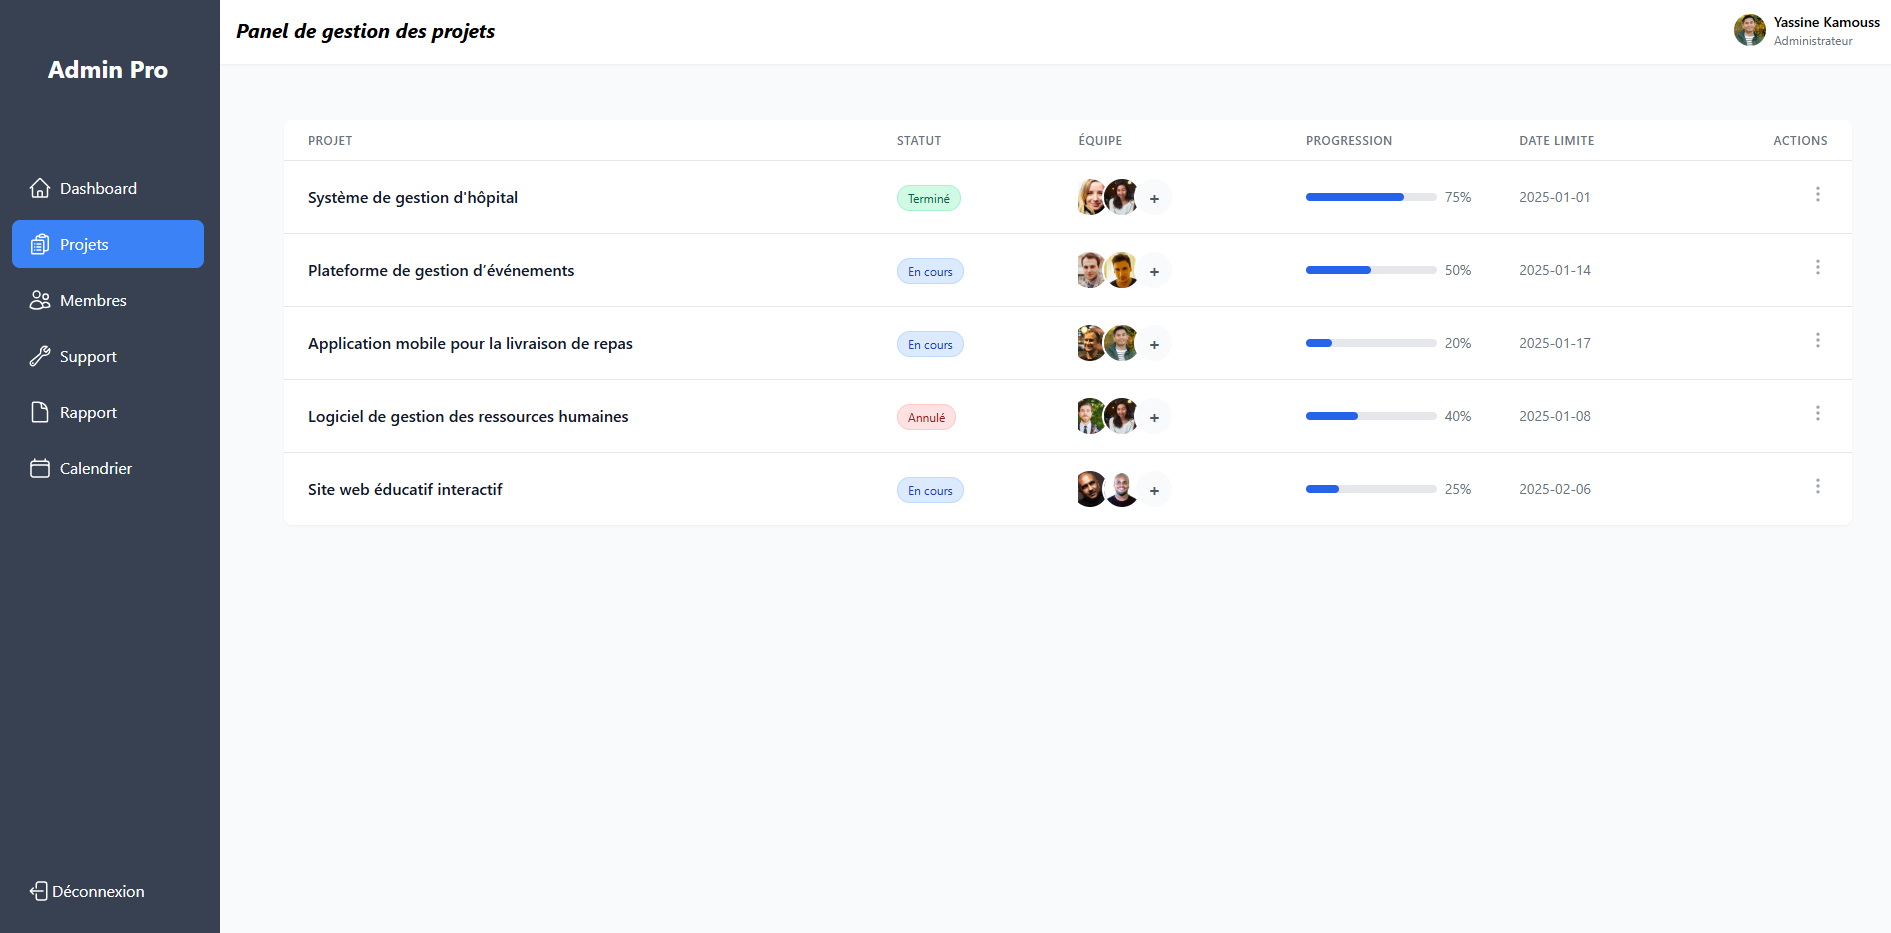 Admin Pro
Dashboard
Projets
Membres
Support
Rapport
Calendrier
Déconnexion
Panel de gestion des projets
Yassine Kamouss
Administrateur
PROJET STATUT ÉQUIPE PROGRESSION DATE LIMITE ACTIONS
Système de gestion d'hôpital Terminé + 75% 2025-01-01
Plateforme de gestion d’événements En cours + 50% 2025-01-14
Application mobile pour la livraison de repas En cours + 20% 2025-01-17
Logiciel de gestion des ressources humaines Annulé + 40% 2025-01-08
Site web éducatif interactif En cours + 25% 2025-02-06